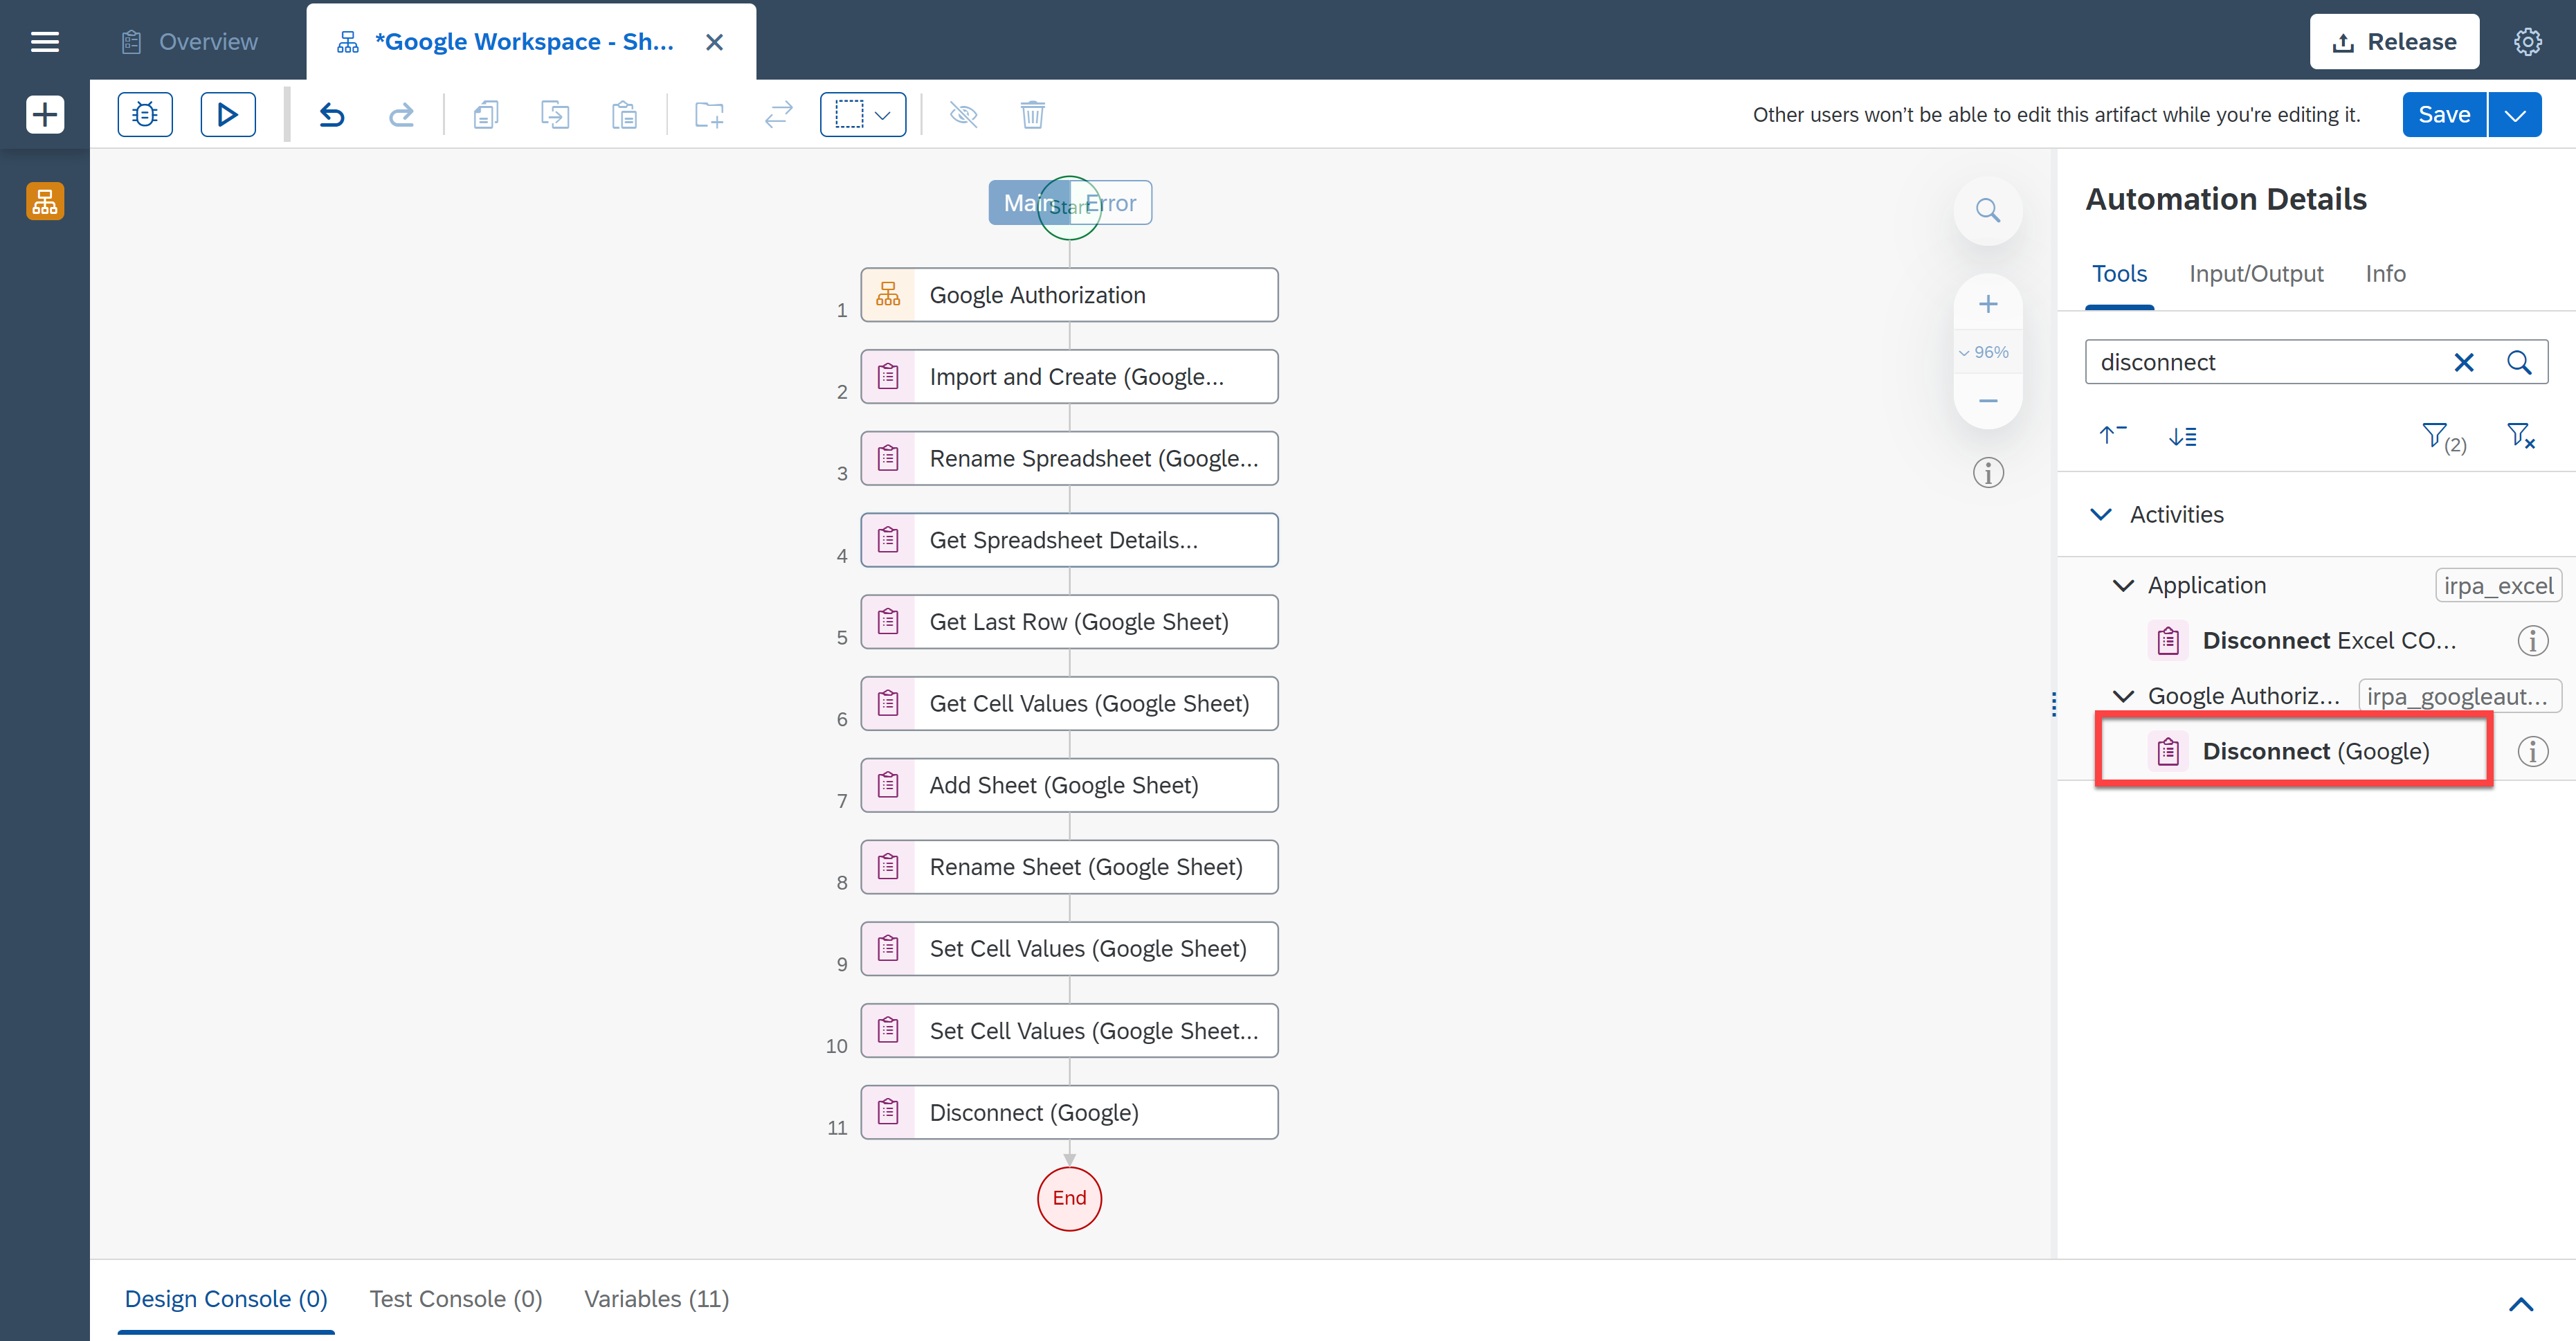 Overview
*Google Workspace - Sh...
Release
Other users won't be able to edit this artifact while you're editing it.
Save
Main
Start
Error
1
Google Authorization
2
Import and Create (Google...
3
Rename Spreadsheet (Google...
4
Get Spreadsheet Details...
5
Get Last Row (Google Sheet)
6
Get Cell Values (Google Sheet)
7
Add Sheet (Google Sheet)
8
Rename Sheet (Google Sheet)
9
Set Cell Values (Google Sheet)
10
Set Cell Values (Google Sheet...
11
Disconnect (Google)
End
96%
Automation Details
Tools
Input/Output
Info
disconnect
(2)
Activities
Application
irpa_excel
Disconnect Excel CO...
Google Authoriz...
irpa_googleaut...
Disconnect (Google)
Design Console (0)
Test Console (0)
Variables (11)